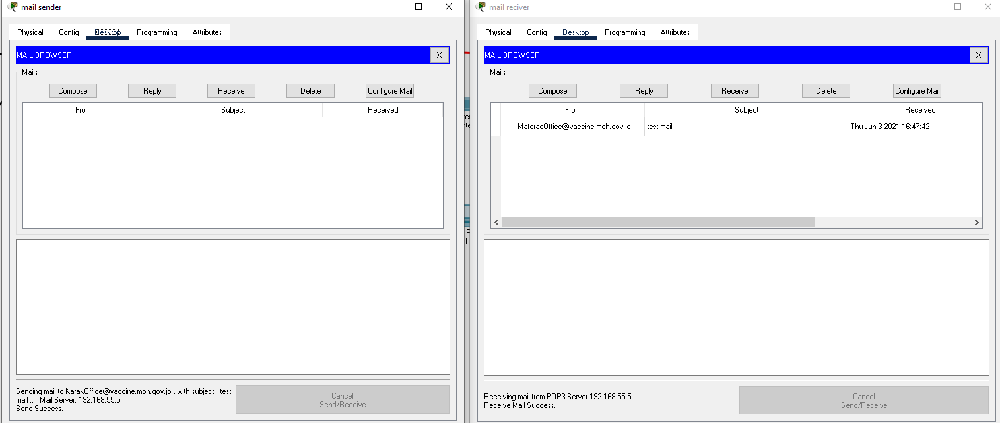 mail sender
Physical Config Desktop Programming Attributes
MAIL BROWSER
X
Mails
Compose Reply Receive Delete Configure Mail
From Subject Received
Sending mail to KarakOffice@vaccine.moh.gov.jo , with subject : test
mail .. Mail Server: 192.168.55.5
Send Success.
Cancel
Send/Receive
mail reciver
Physical Config Desktop Programming Attributes
MAIL BROWSER
X
Mails
Compose Reply Receive Delete Configure Mail
From Subject Received
1 MaferaqOffice@vaccine.moh.gov.jo test mail Thu Jun 3 2021 16:47:42
Receiving mail from POP3 Server 192.168.55.5
Receive Mail Success.
Cancel
Send/Receive